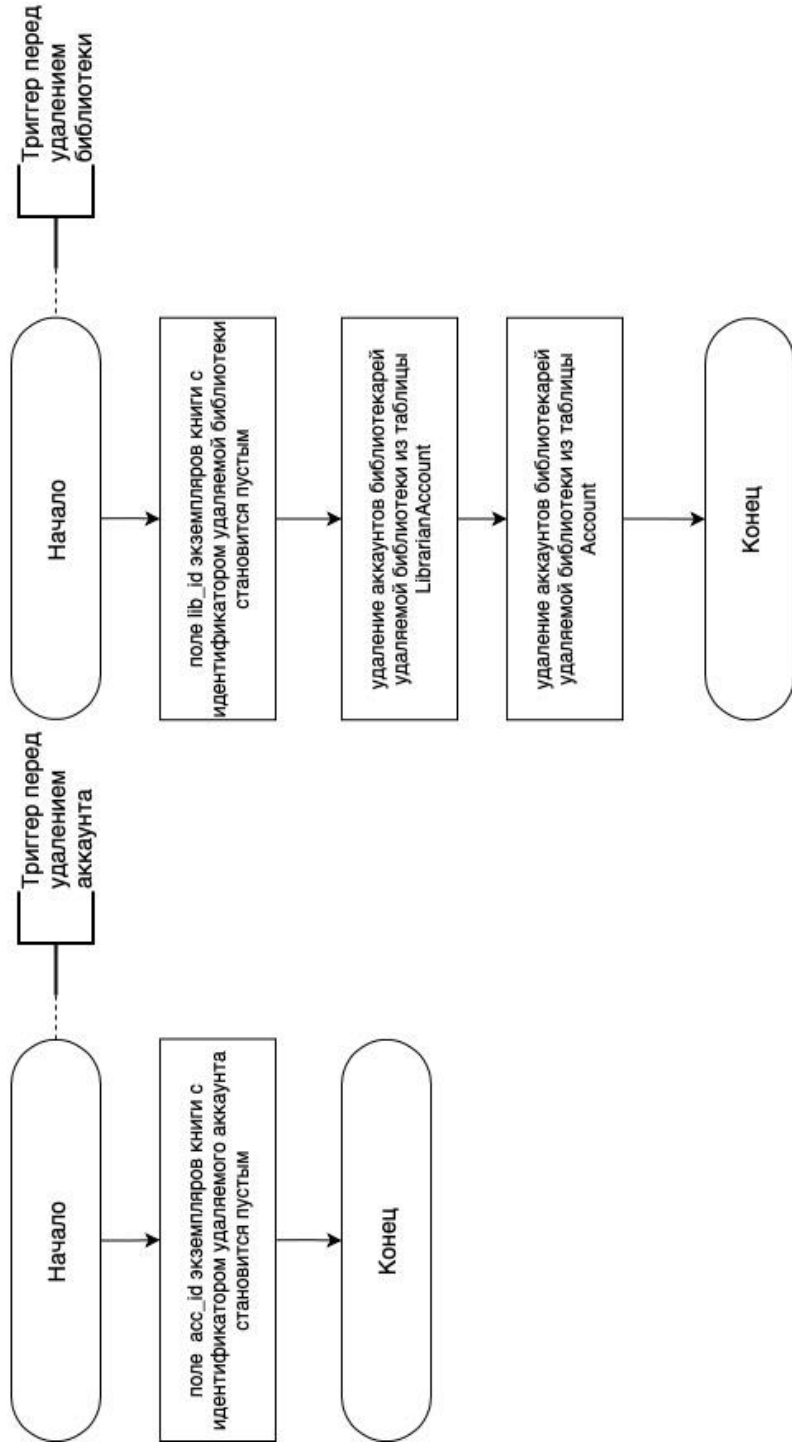 Начало
Триггер перед
удалением
аккаунта
поле acc_id экземпляров книги с
идентификатором удаляемого аккаунта
становится пустым
Конец
Начало
Триггер перед
удалением
библиотеки
поле lib_id экземпляров книги с
идентификатором удаляемой библиотеки
становится пустым
удаление аккаунтов библиотекарей
удаляемой библиотеки из таблицы
LibrarianAccount
удаление аккаунтов библиотекарей
удаляемой библиотеки из таблицы
Account
Конец